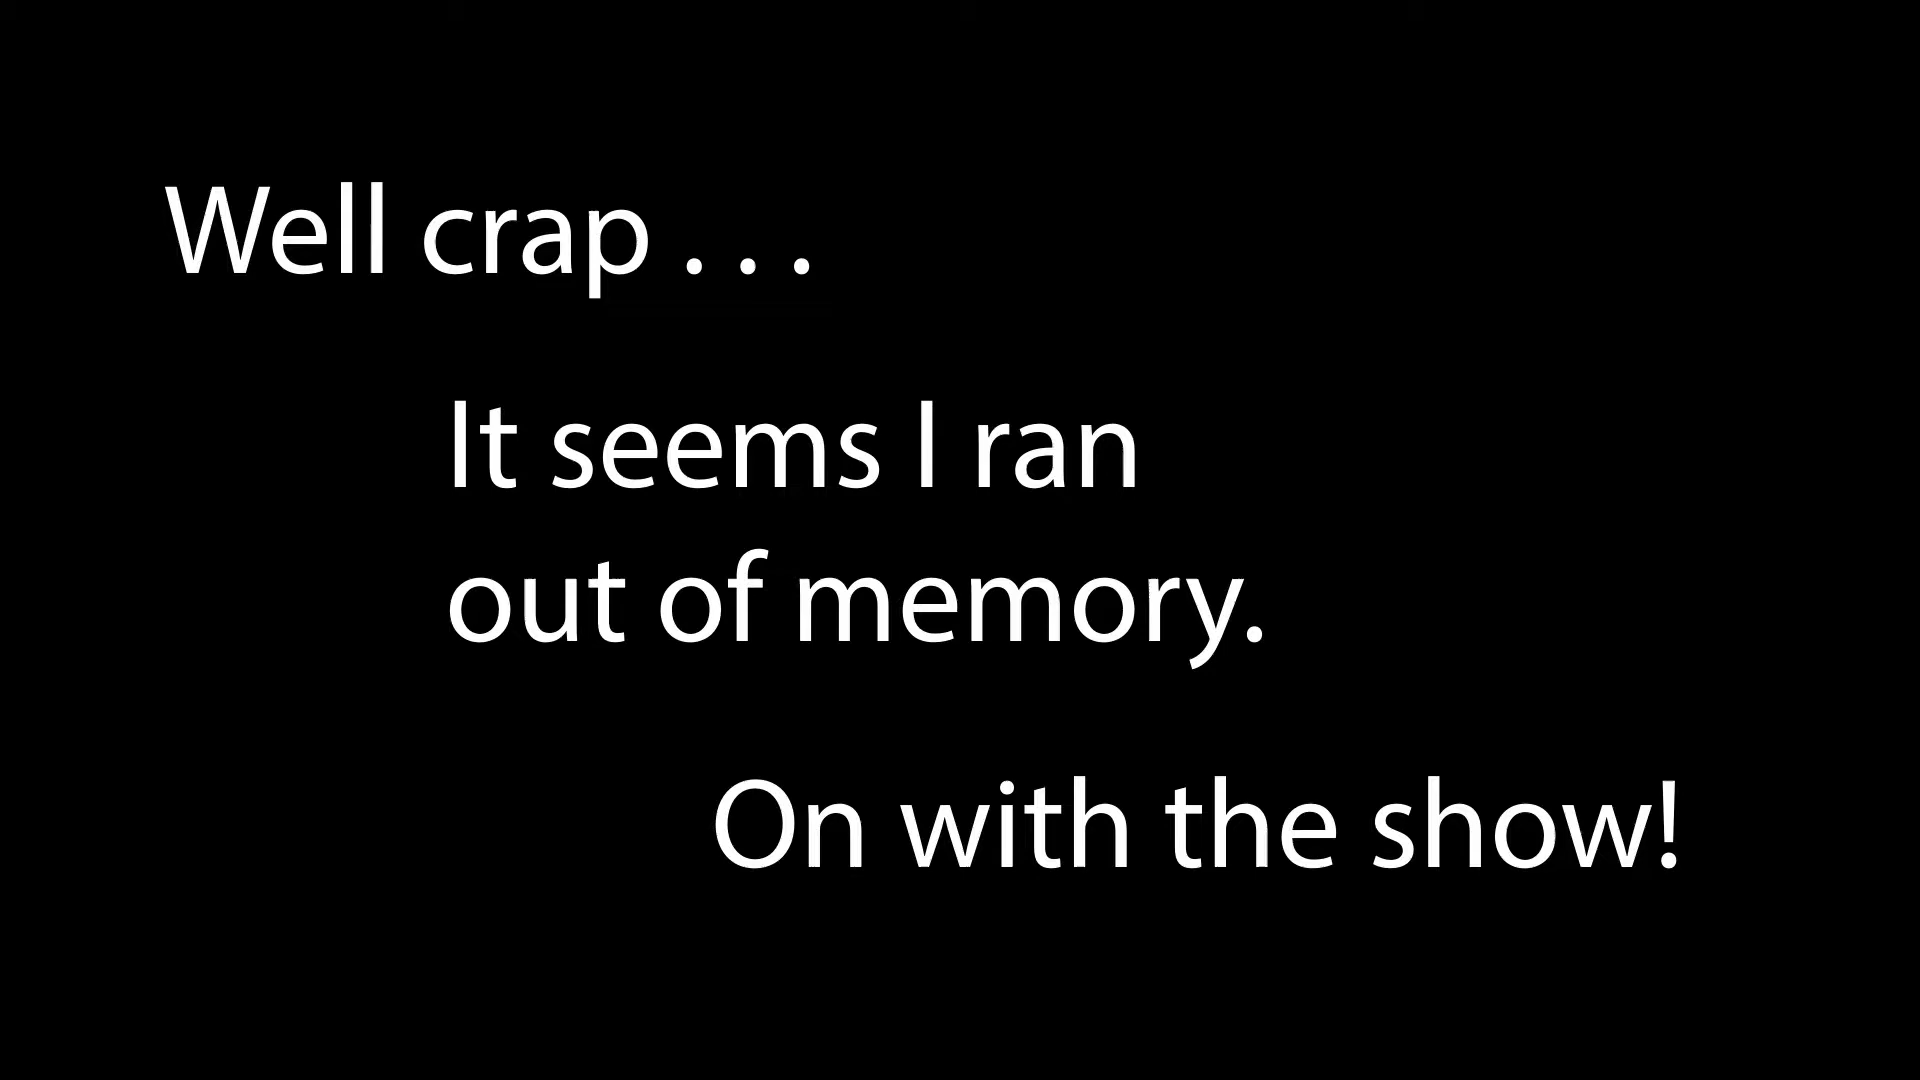 Well crap . . .
It seems I ran
out of memory.
On with the show!